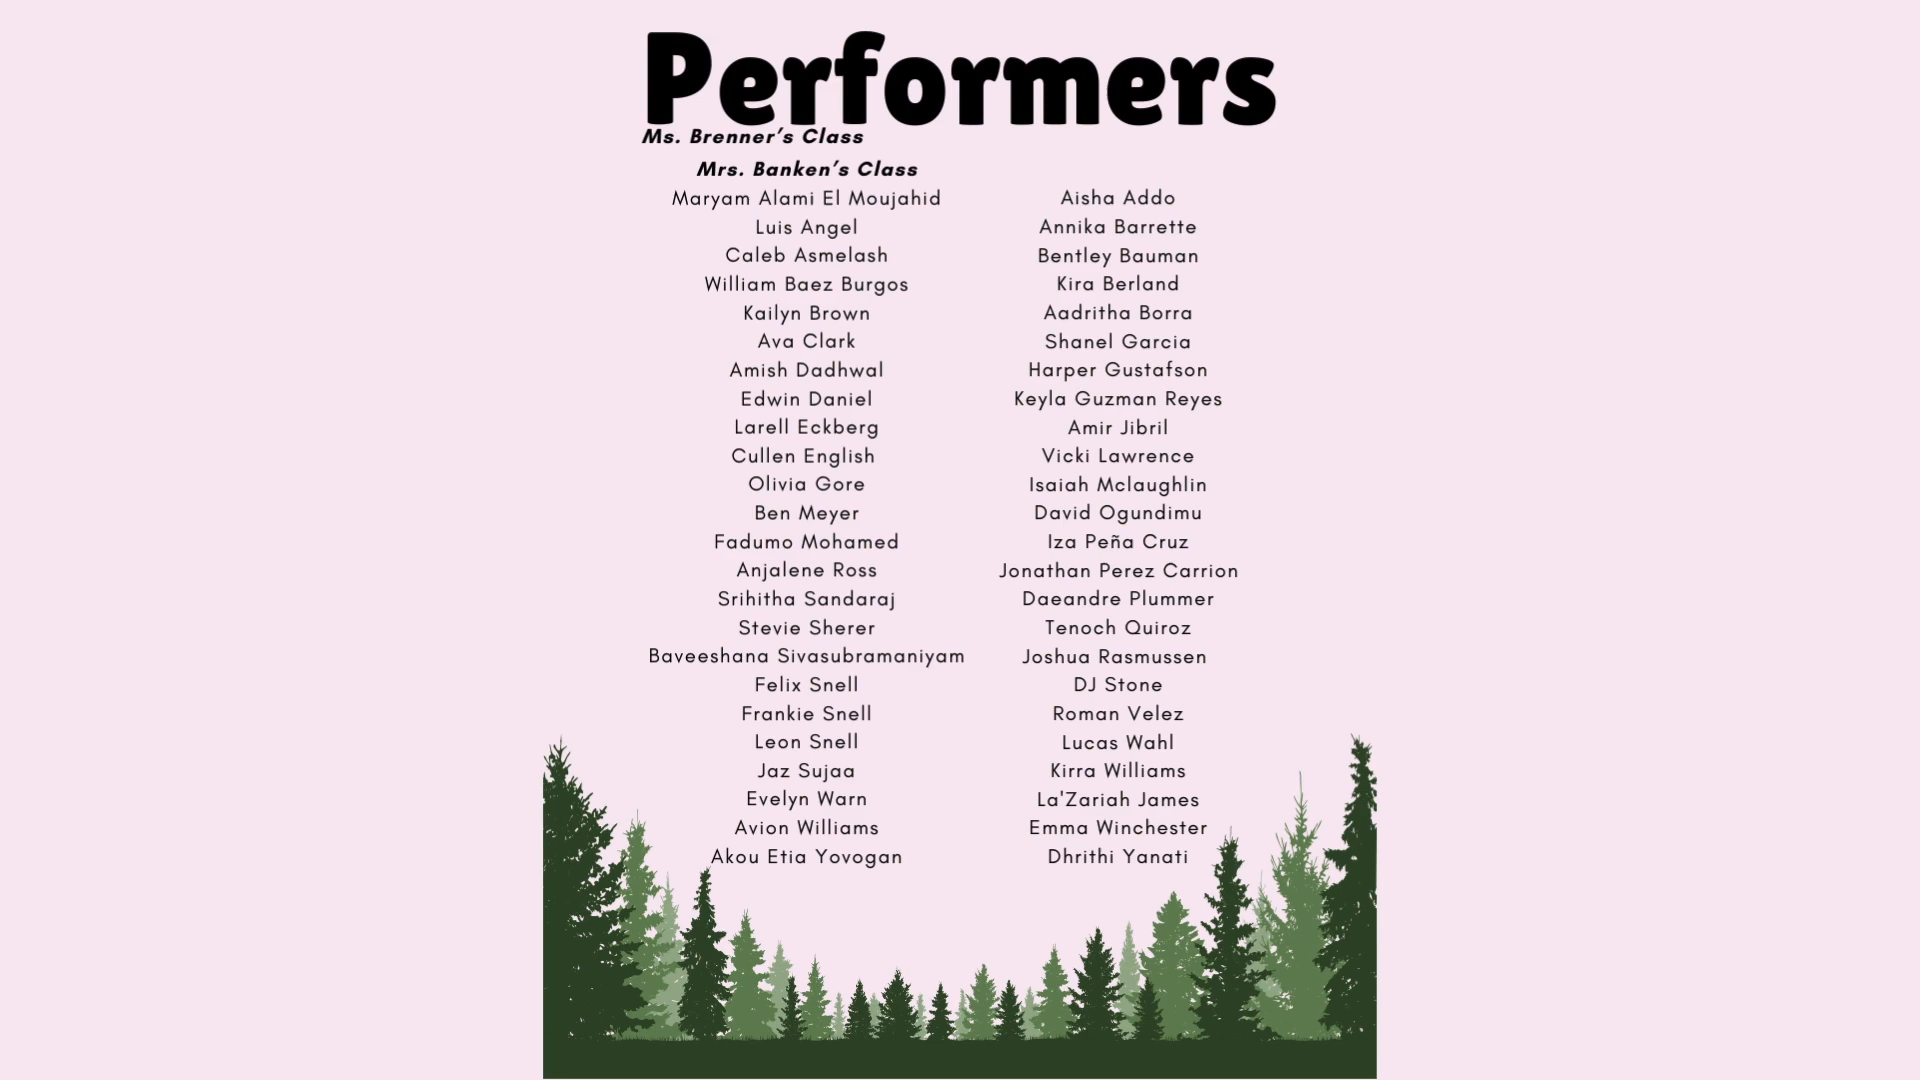 Performers
Ms. Brenner’s Class
Mrs. Banken’s Class
Maryam Alami El Moujahid
Luis Angel
Caleb Asmelash
William Baez Burgos
Kailyn Brown
Ava Clark
Amish Dadhwal
Edwin Daniel
Larell Eckberg
Cullen English
Olivia Gore
Ben Meyer
Fadumo Mohamed
Anjalene Ross
Srihitha Sandaraj
Stevie Sherer
Baveeshana Sivasubramaniyam
Felix Snell
Frankie Snell
Leon Snell
Jaz Sujaa
Evelyn Warn
Avion Williams
Akou Etia Yovogan
Aisha Addo
Annika Barrette
Bentley Bauman
Kira Berland
Aadritha Borra
Shanel Garcia
Harper Gustafson
Keyla Guzman Reyes
Amir Jibril
Vicki Lawrence
Isaiah Mclaughlin
David Ogundimu
Iza Peña Cruz
Jonathan Perez Carrion
Daeandre Plummer
Tenoch Quiroz
Joshua Rasmussen
DJ Stone
Roman Velez
Lucas Wahl
Kirra Williams
La'Zariah James
Emma Winchester
Dhrithi Yanati